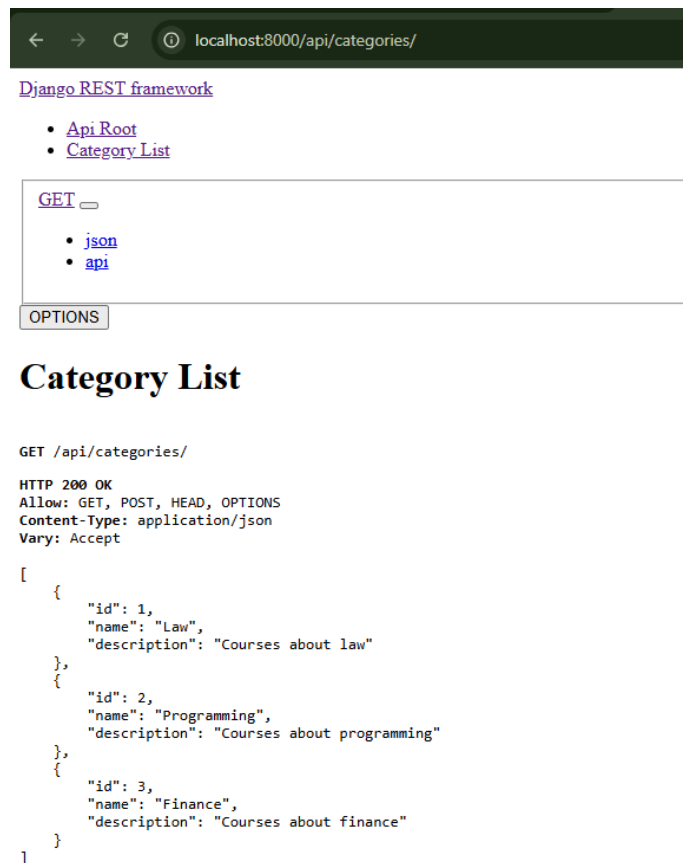 localhost:8000/api/categories/
Django REST framework
Api Root
Category List
GET
json
api
OPTIONS
Category List
GET /api/categories/
HTTP 200 OK
Allow: GET, POST, HEAD, OPTIONS
Content-Type: application/json
Vary: Accept
[
    {
        "id": 1,
        "name": "Law",
        "description": "Courses about law"
    },
    {
        "id": 2,
        "name": "Programming",
        "description": "Courses about programming"
    },
    {
        "id": 3,
        "name": "Finance",
        "description": "Courses about finance"
    }
]